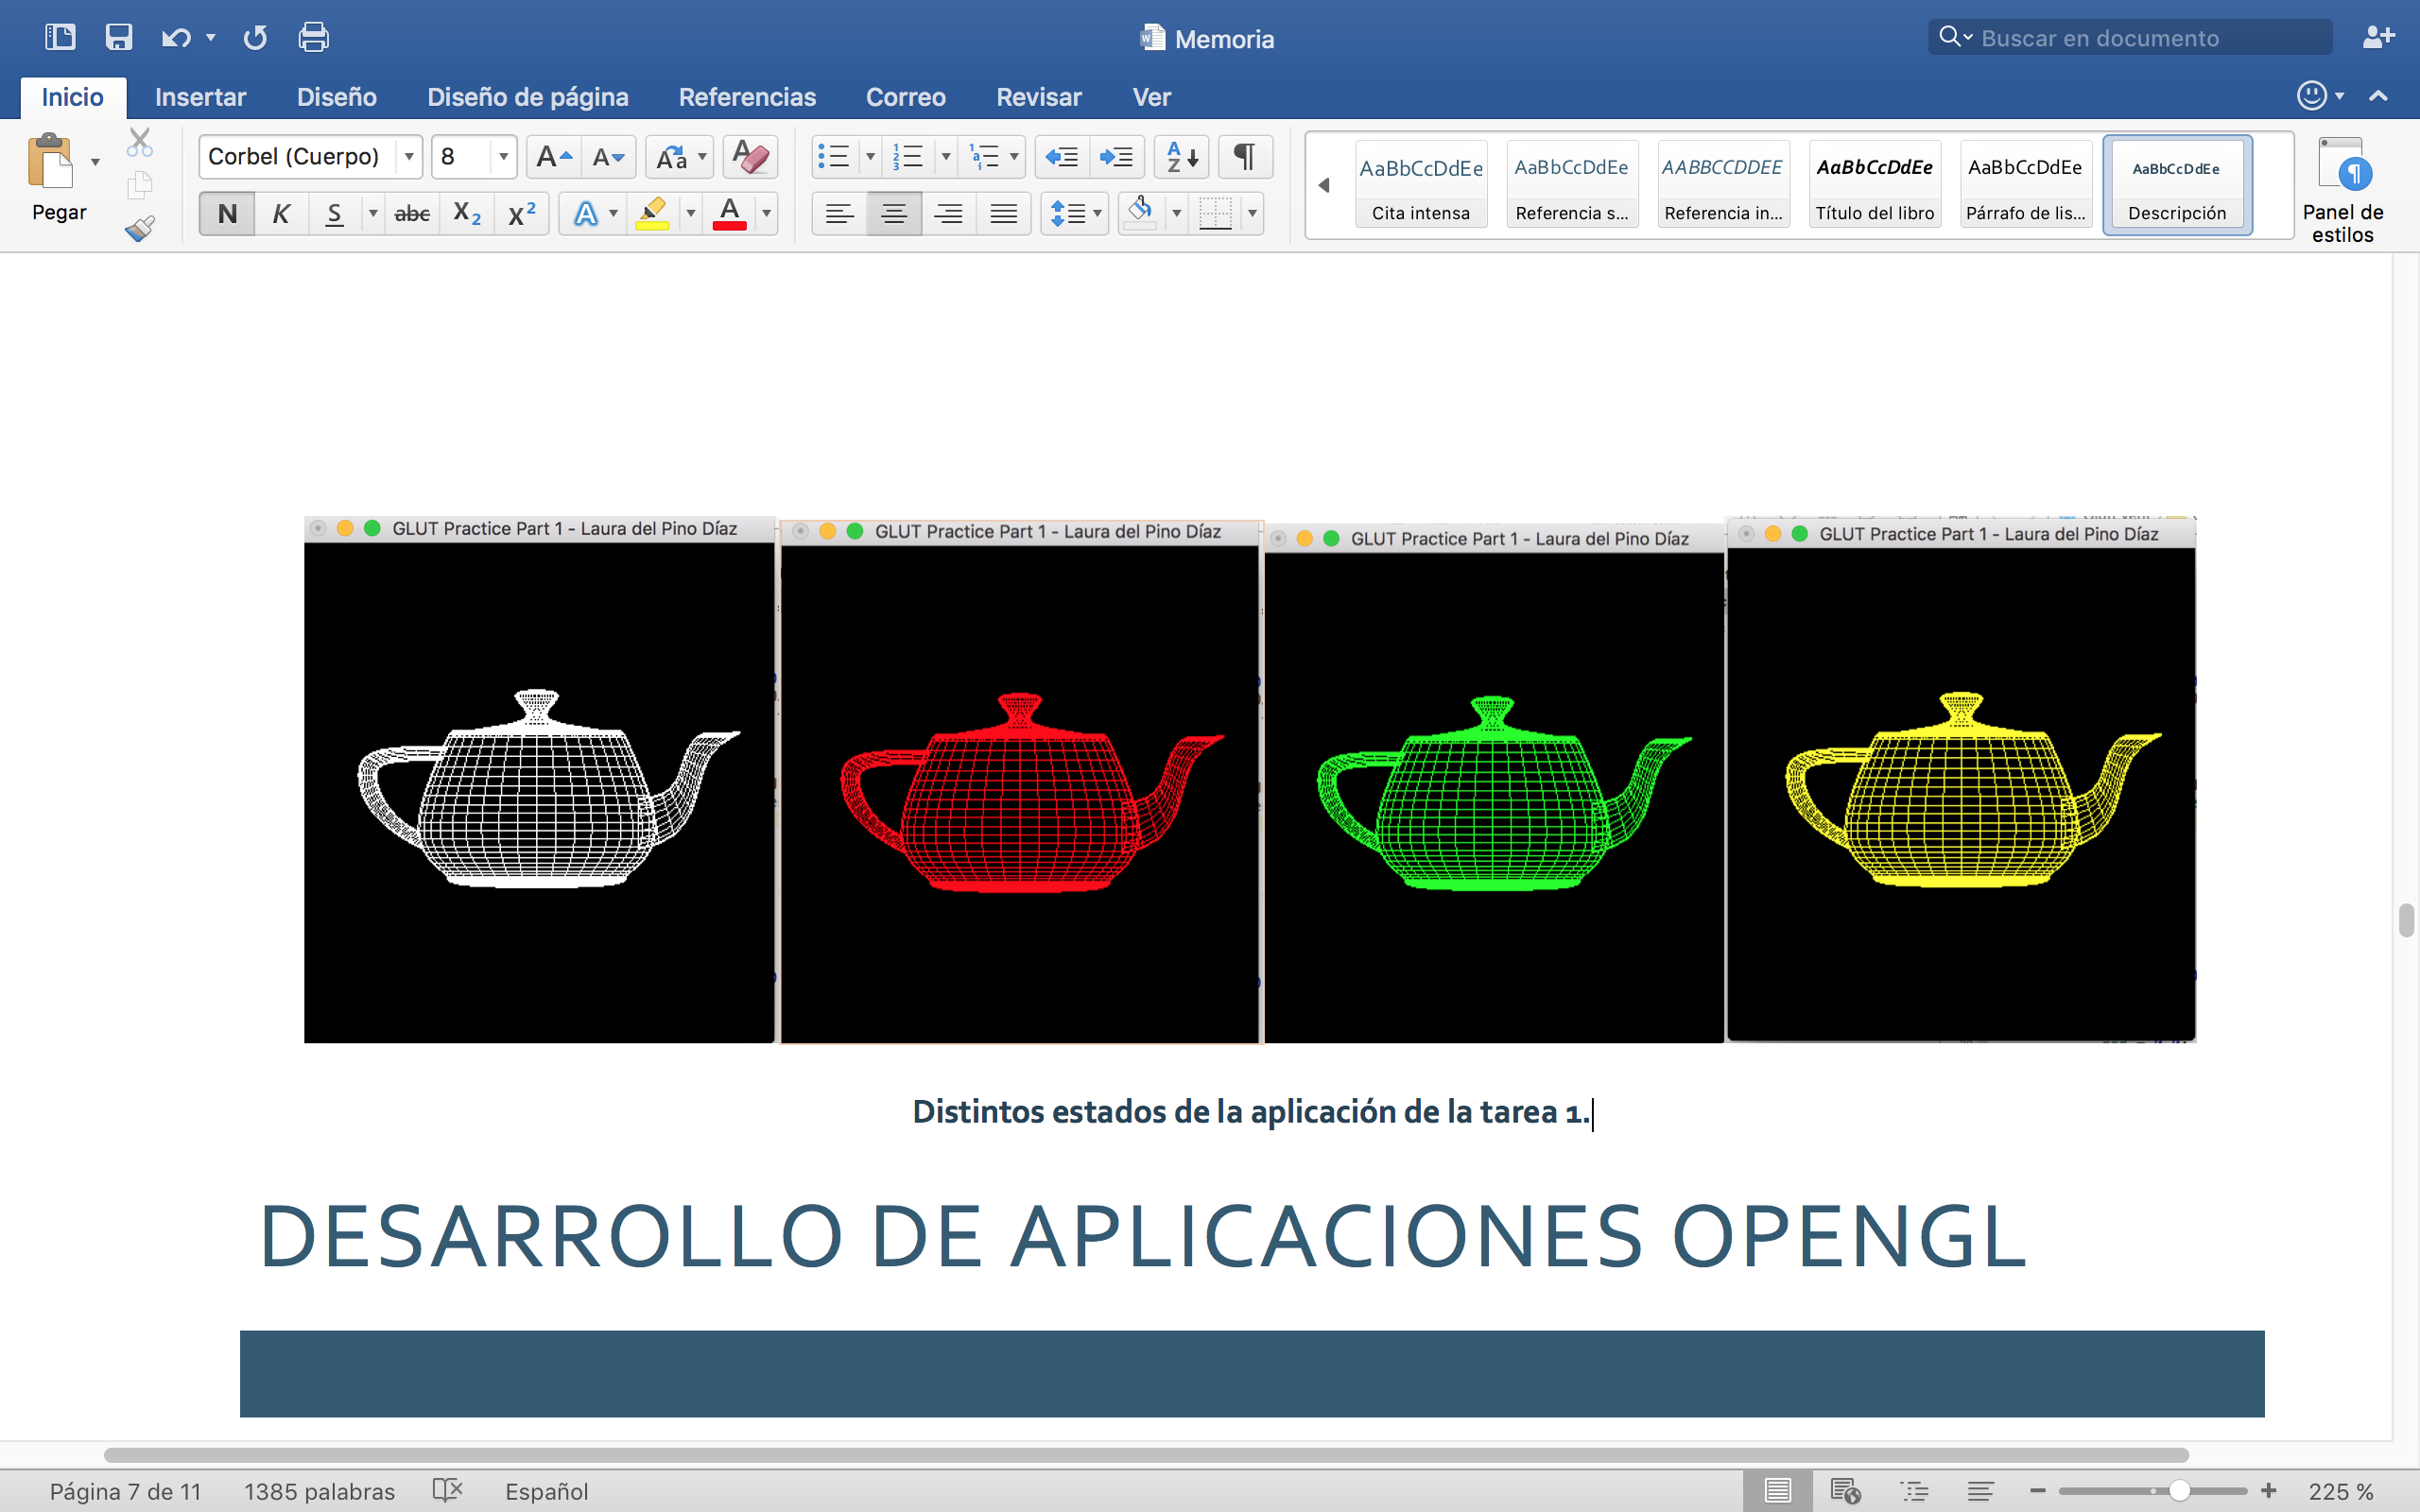 Memoria
Buscar en documento
Inicio Insertar Diseño Diseño de página Referencias Correo Revisar Ver
Pegar
Corbel (Cuerpo) 8
N K S abc X2 X2 A A
AaBbCcDdEe AaBbCcDdEe AABBCCDDEE AaBbCcDdEe AaBbCcDdEe AaBbCcDdEe
Cita intensa Referencia s... Referencia in... Título del libro Párrafo de lis... Descripción
Panel de
estilos
GLUT Practice Part 1 - Laura del Pino Díaz
GLUT Practice Part 1 - Laura del Pino Díaz
GLUT Practice Part 1 - Laura del Pino Díaz
GLUT Practice Part 1 - Laura del Pino Díaz
Distintos estados de la aplicación de la tarea 1.
DESARROLLO DE APLICACIONES OPENGL
Página 7 de 11 1385 palabras Español 225 %